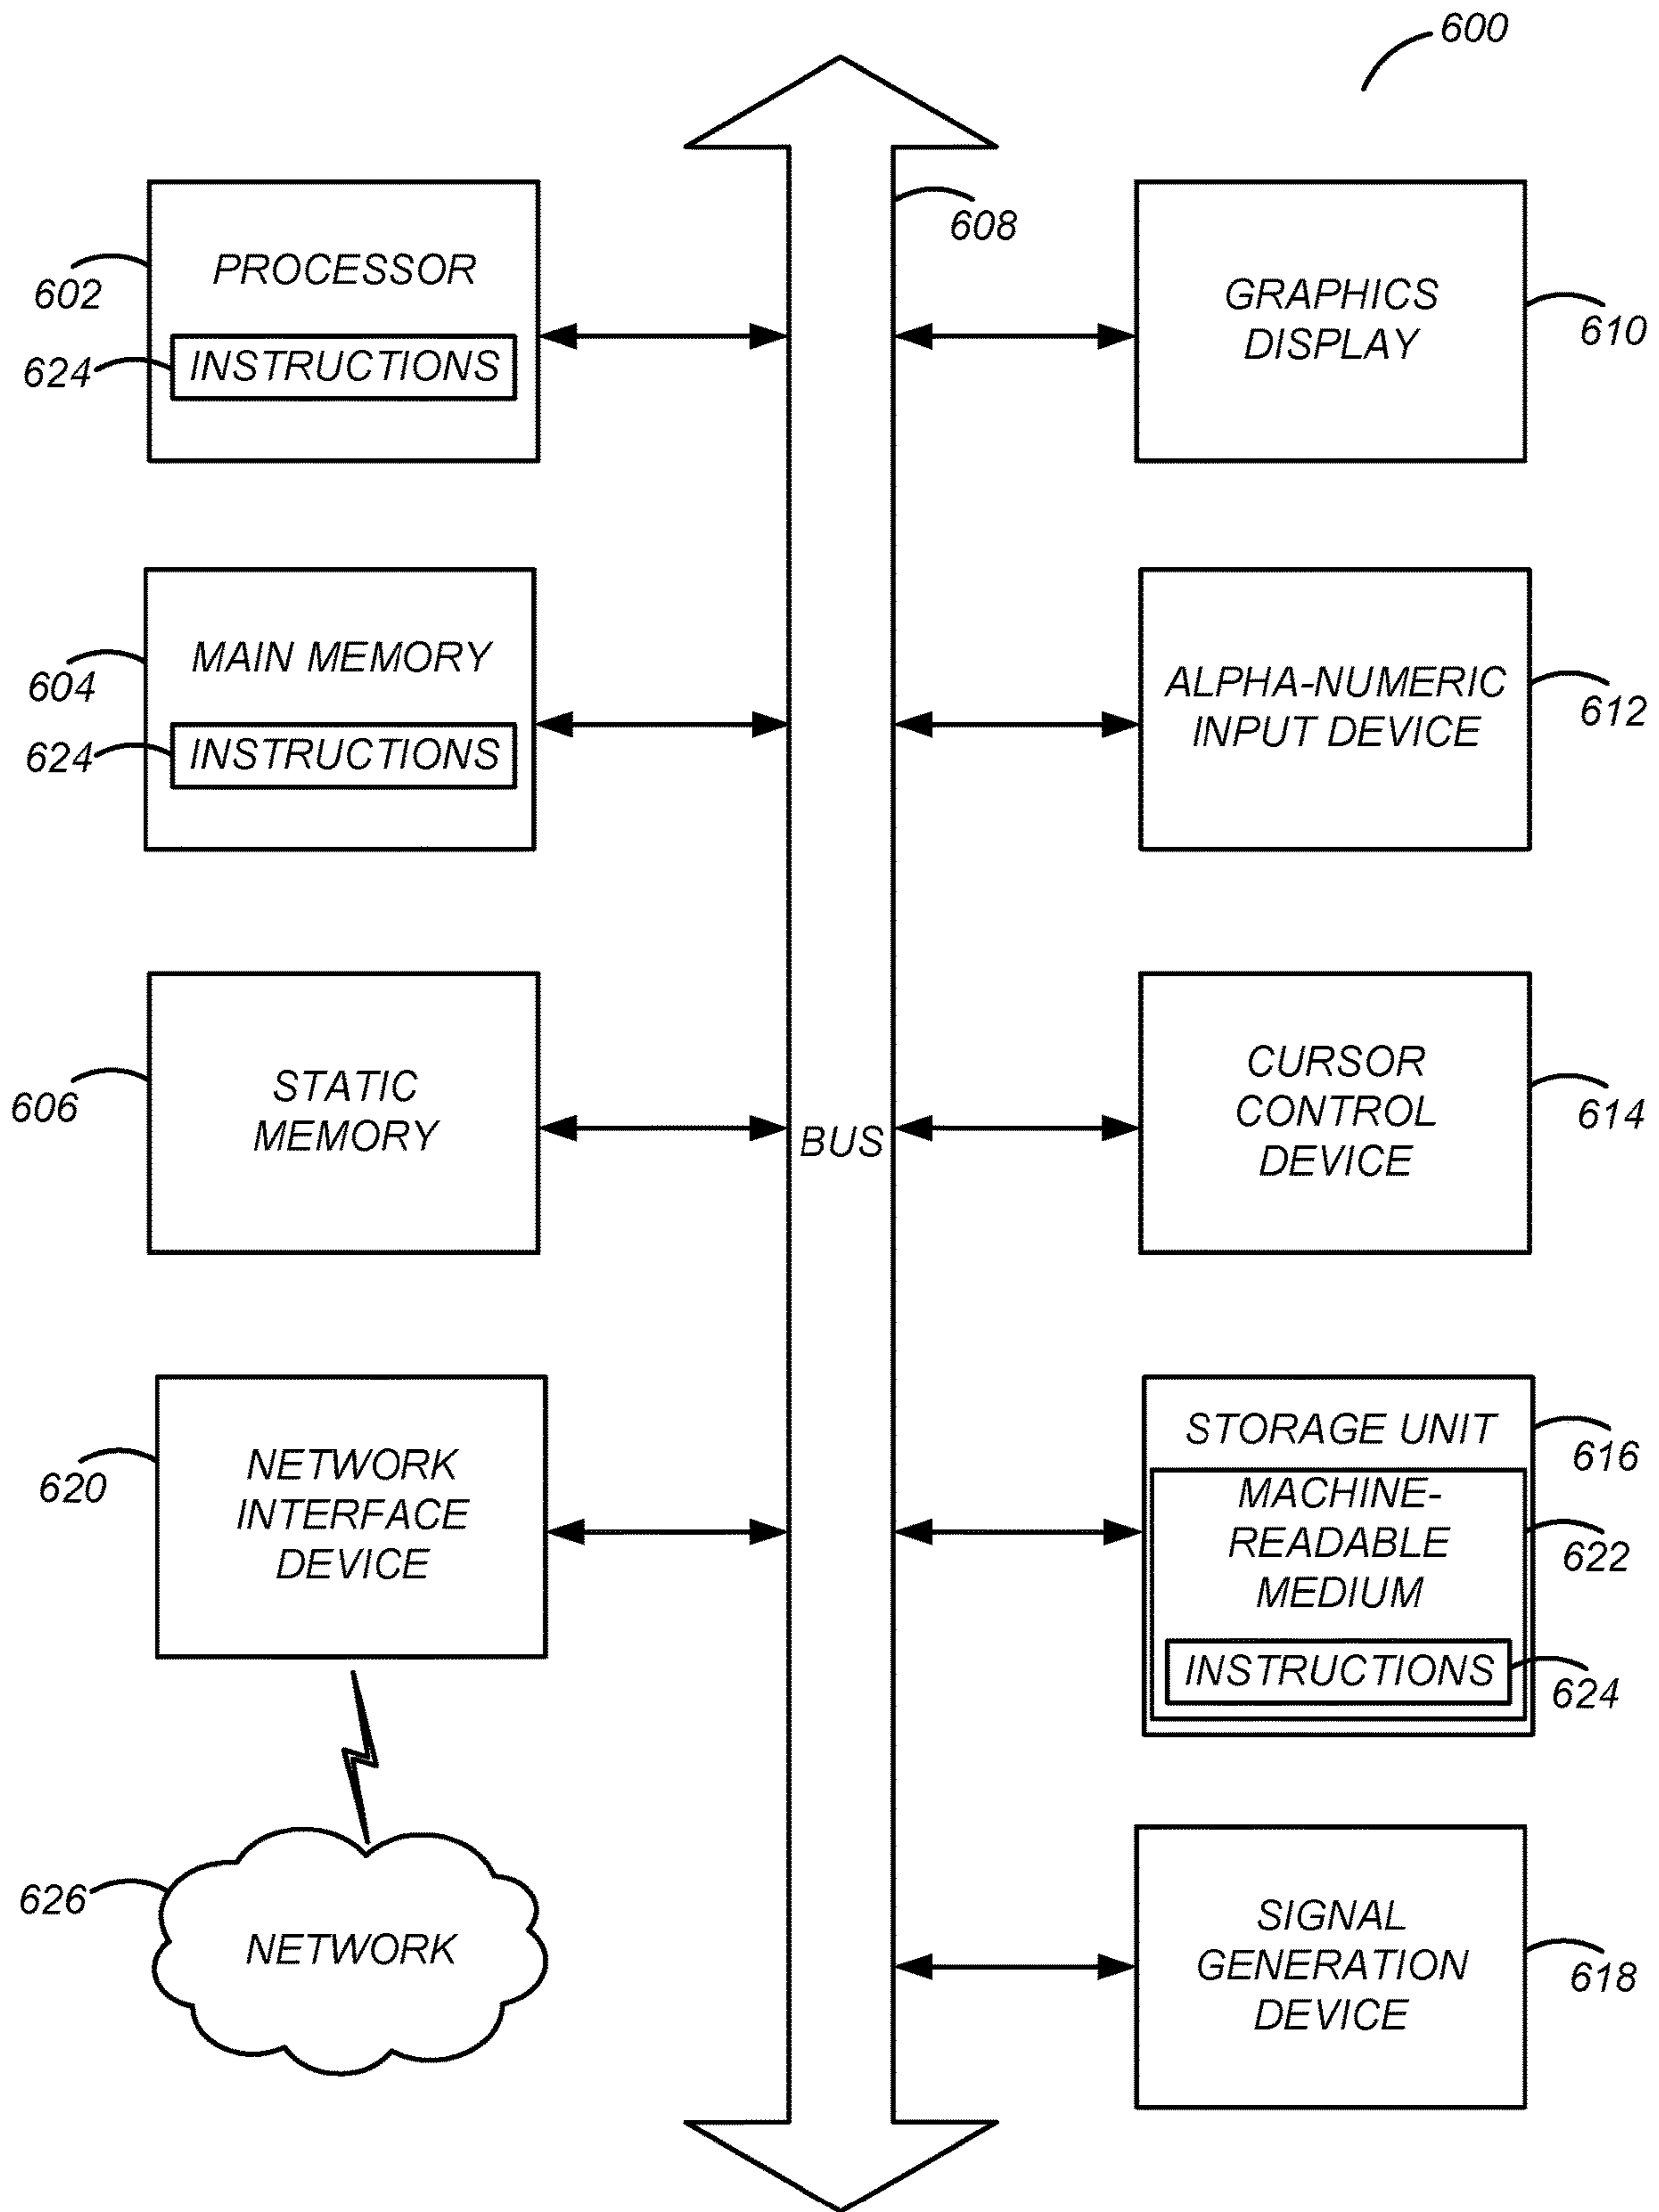 600
608
PROCESSOR
602
INSTRUCTIONS
624
GRAPHICS
DISPLAY
610
MAIN MEMORY
604
INSTRUCTIONS
624
ALPHA-NUMERIC
INPUT DEVICE
612
STATIC
MEMORY
606
BUS
CURSOR
CONTROL
DEVICE
614
NETWORK
INTERFACE
DEVICE
620
STORAGE UNIT
616
MACHINE-
READABLE
MEDIUM
622
INSTRUCTIONS
624
626
NETWORK
SIGNAL
GENERATION
DEVICE
618